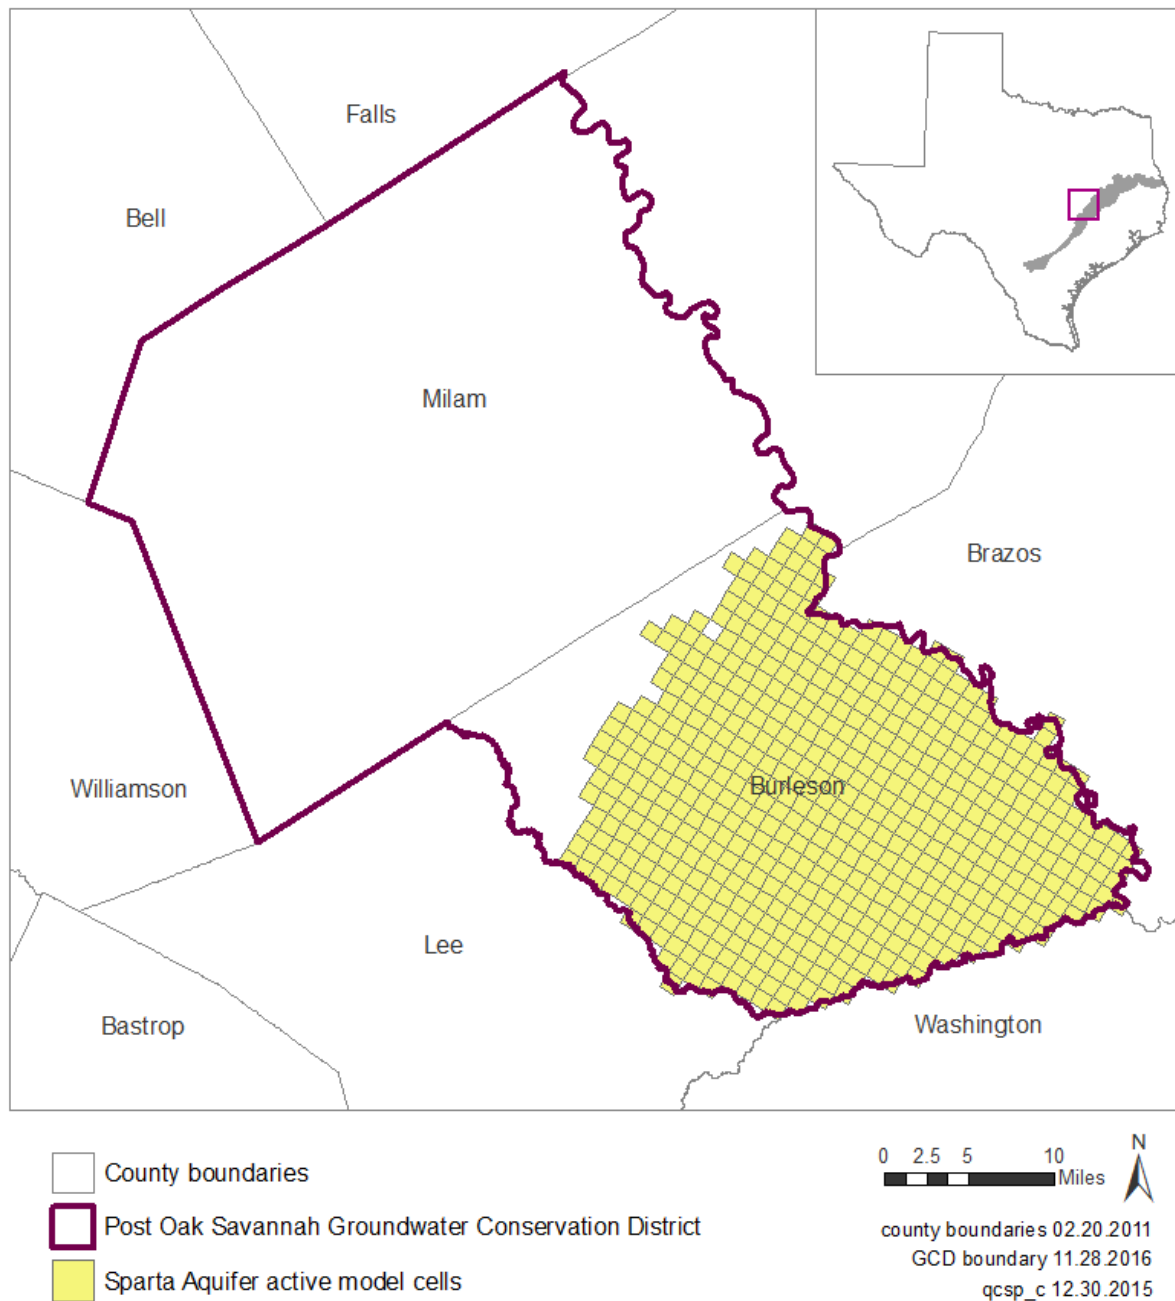 Falls
Bell
Milam
Brazos
Burleson
Williamson
Lee
Bastrop
Washington
County boundaries
Post Oak Savannah Groundwater Conservation District
Sparta Aquifer active model cells
0 2.5 5 10
Miles
N
county boundaries 02.20.2011
GCD boundary 11.28.2016
qcsp_c 12.30.2015